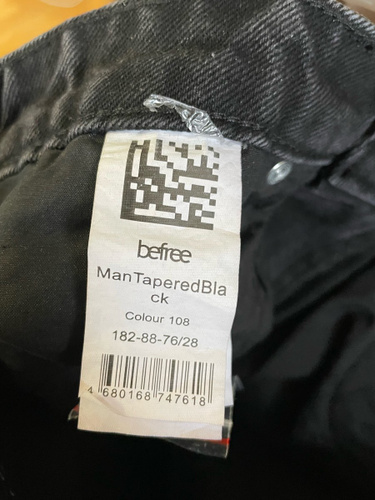 befree
ManTaperedBla
ck
Colour 108
182-88-76/28
4 680168 747618